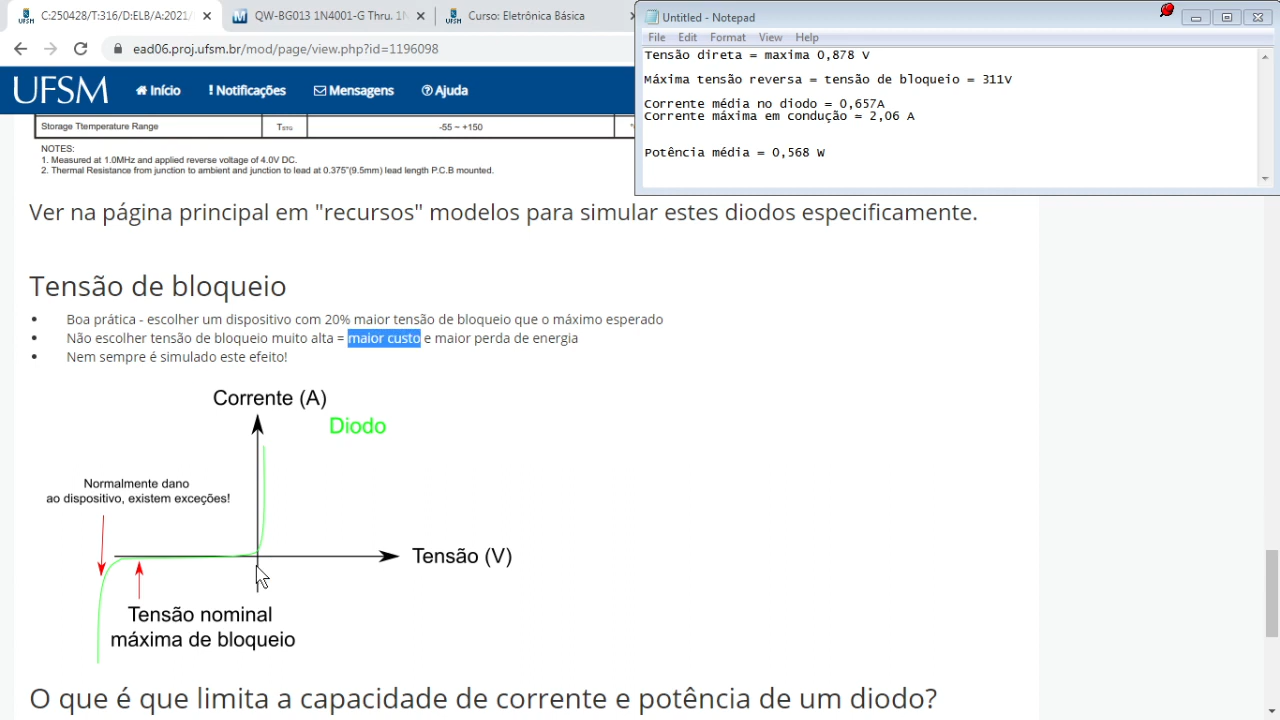 C:250428/T:316/D:ELB/A:2021/
QW-BG013 1N4001-G Thru. 1N
Curso: Eletrônica Básica
ead06.proj.ufsm.br/mod/page/view.php?id=1196098
UFSM
Início
Notificações
Mensagens
Ajuda
Untitled - Notepad
File Edit Format View Help
Tensão direta = maxima 0,878 V
Máxima tensão reversa = tensão de bloqueio = 311V
Corrente média no diodo = 0,657A
Corrente máxima em condução = 2,06 A
Potência média = 0,568 W
Storage Ttemperature Range TSTG -55 ~ +150
NOTES:
1. Measured at 1.0MHz and applied reverse voltage of 4.0V DC.
2. Thermal Resistance from junction to ambient and junction to lead at 0.375"(9.5mm) lead length P.C.B mounted.
Ver na página principal em "recursos" modelos para simular estes diodos especificamente.
Tensão de bloqueio
• Boa prática - escolher um dispositivo com 20% maior tensão de bloqueio que o máximo esperado
• Não escolher tensão de bloqueio muito alta = maior custo e maior perda de energia
• Nem sempre é simulado este efeito!
Corrente (A)
Diodo
Normalmente dano
ao dispositivo, existem exceções!
Tensão (V)
Tensão nominal
máxima de bloqueio
O que é que limita a capacidade de corrente e potência de um diodo?